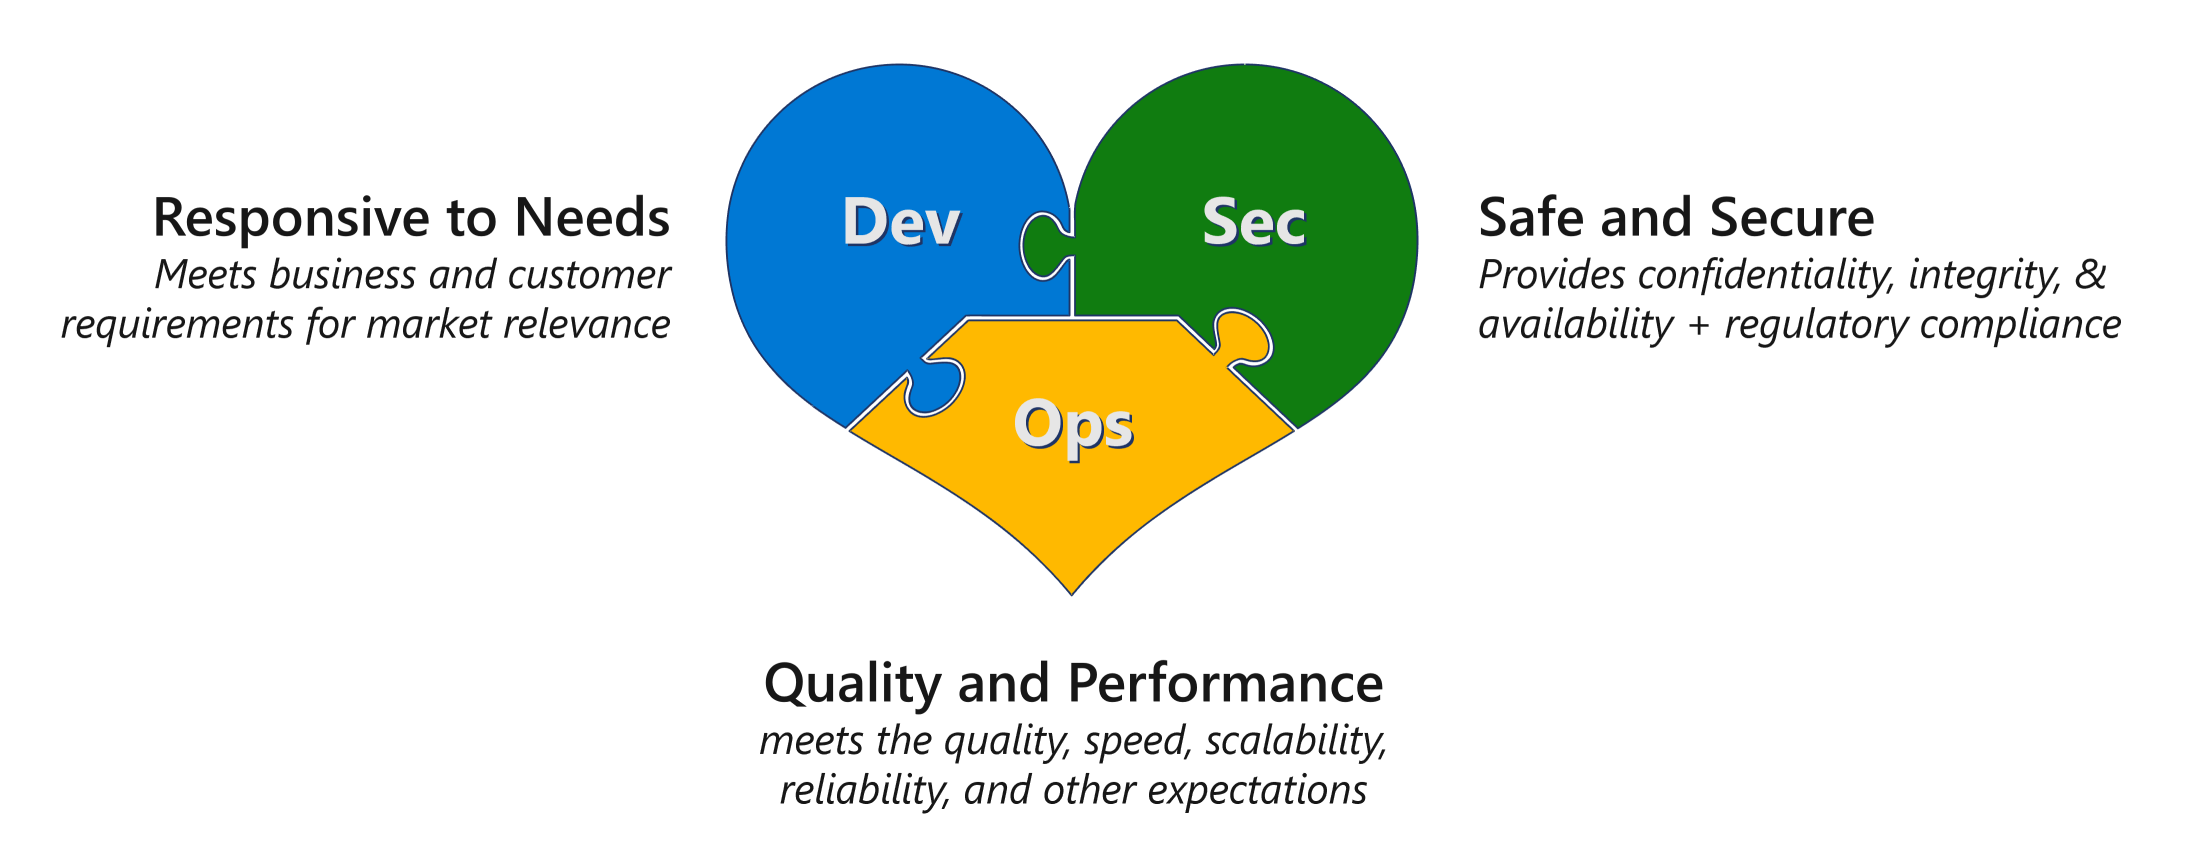 Dev
Sec
Ops
Responsive to Needs
Meets business and customer
requirements for market relevance
Safe and Secure
Provides confidentiality, integrity, &
availability + regulatory compliance
Quality and Performance
meets the quality, speed, scalability,
reliability, and other expectations